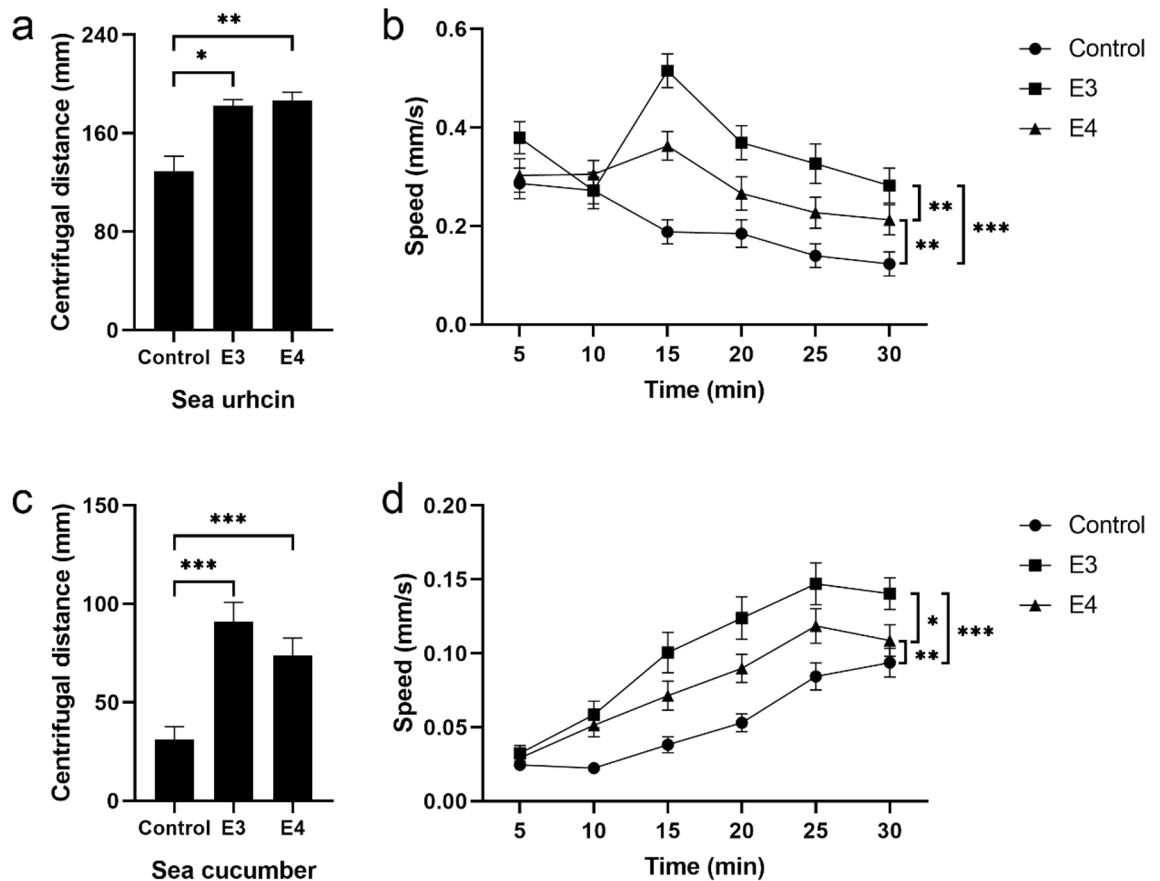 a
Centrifugal distance (mm)
240
160
80
0
**
*
Control E3 E4
Sea urhcin
b
Speed (mm/s)
0.6
0.4
0.2
0.0
5 10 15 20 25 30
Time (min)
**
**
***
Control
E3
E4
c
Centrifugal distance (mm)
150
100
50
0
***
***
Control E3 E4
Sea cucumber
d
Speed (mm/s)
0.20
0.15
0.10
0.05
0.00
5 10 15 20 25 30
Time (min)
*
**
***
Control
E3
E4